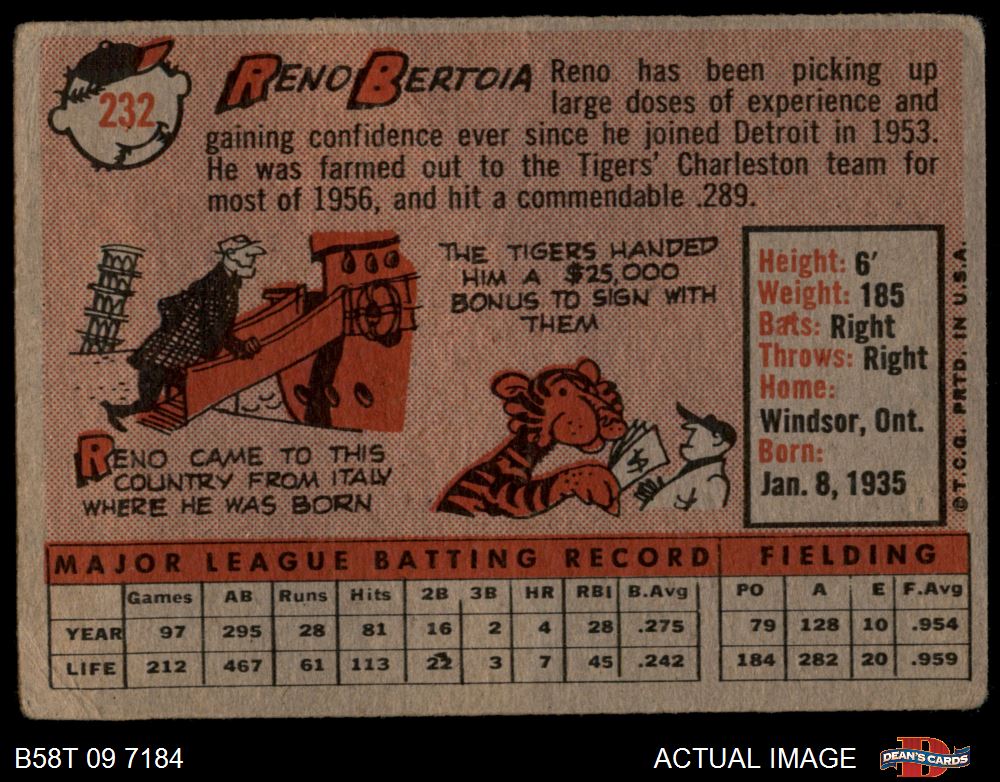 232
RENO BERTOIA
Reno has been picking up
large doses of experience and
gaining confidence ever since he joined Detroit in 1953.
He was farmed out to the Tigers' Charleston team for
most of 1956, and hit a commendable .289.
RENO CAME TO THIS
COUNTRY FROM ITALY
WHERE HE WAS BORN
THE TIGERS HANDED
HIM A $25,000
BONUS TO SIGN WITH
THEM
$
Height: 6'
Weight: 185
Bats: Right
Throws: Right
Home:
Windsor, Ont.
Born:
Jan. 8, 1935
©T.C.G. PRTD. IN U.S.A.
MAJOR LEAGUE BATTING RECORD FIELDING
Games AB Runs Hits 2B 3B HR RBI B.Avg PO A E F.Avg
YEAR 97 295 28 81 16 2 4 28 .275 79 128 10 .954
LIFE 212 467 61 113 22 3 7 45 .242 184 282 20 .959
B58T 09 7184 ACTUAL IMAGE DEAN'S CARDS